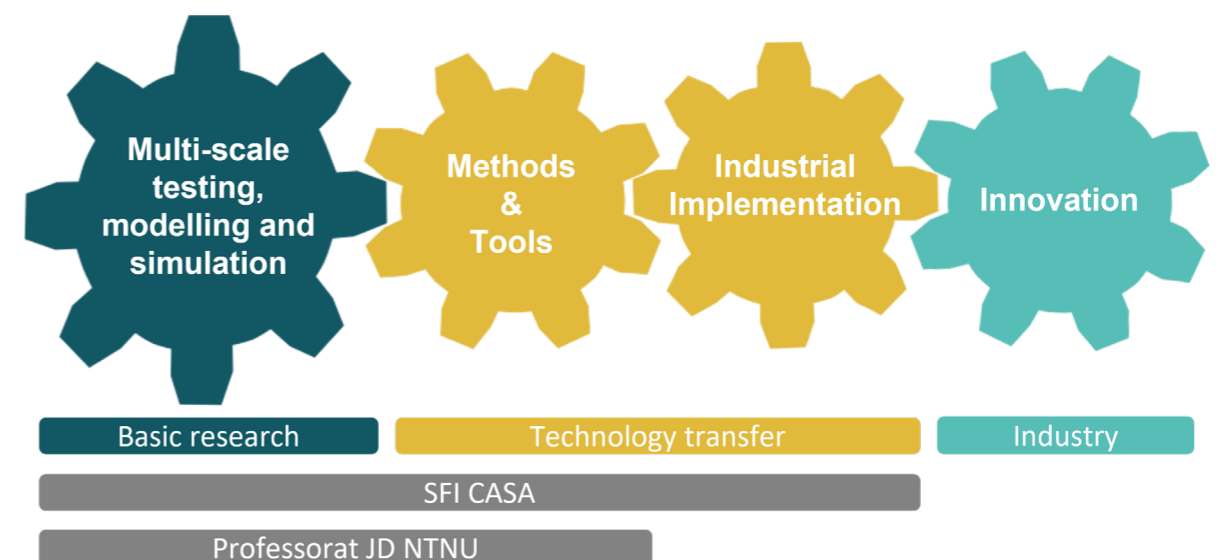 Multi-scale
testing,
modelling and
simulation
Methods
&
Tools
Industrial
Implementation
Innovation
Basic research
Technology transfer
Industry
SFI CASA
Professorat JD NTNU